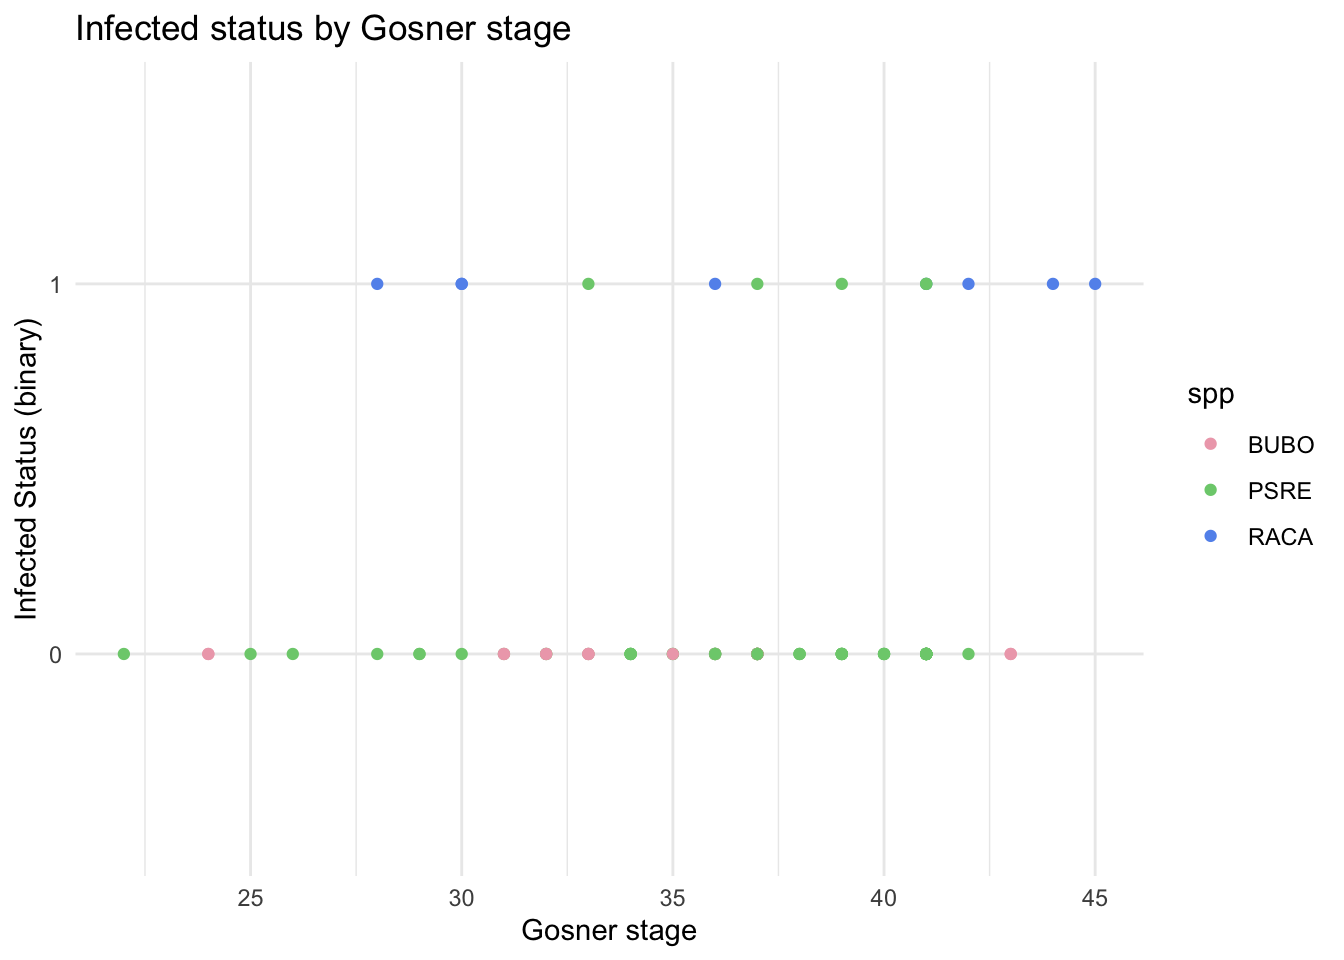 Infected status by Gosner stage
Infected Status (binary)
1
0
25 30 35 40 45
Gosner stage
spp
BUBO
PSRE
RACA